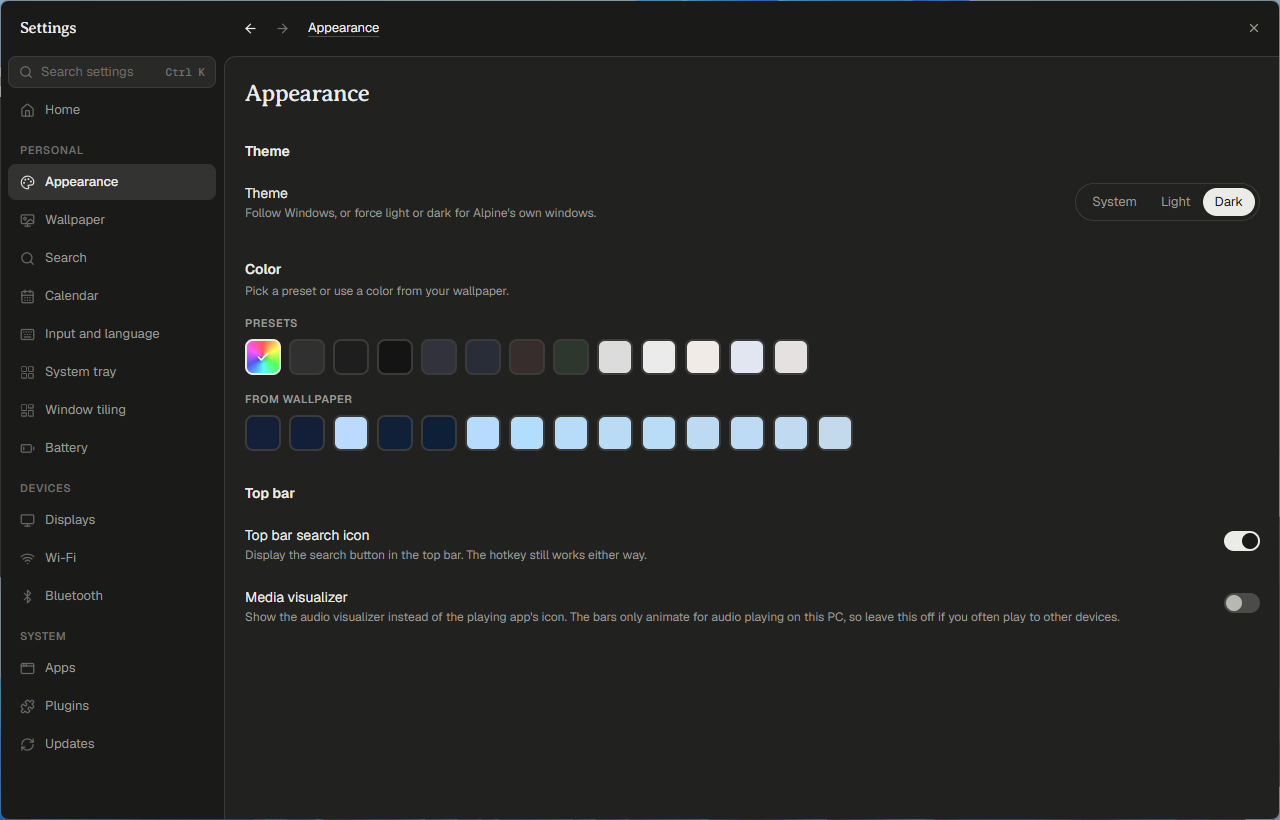 Settings
Appearance
Search settings
Ctrl K
Home
PERSONAL
Appearance
Wallpaper
Search
Calendar
Input and language
System tray
Window tiling
Battery
DEVICES
Displays
Wi-Fi
Bluetooth
SYSTEM
Apps
Plugins
Updates
Appearance
Theme
Theme
Follow Windows, or force light or dark for Alpine's own windows.
System
Light
Dark
Color
Pick a preset or use a color from your wallpaper.
PRESETS
FROM WALLPAPER
Top bar
Top bar search icon
Display the search button in the top bar. The hotkey still works either way.
Media visualizer
Show the audio visualizer instead of the playing app's icon. The bars only animate for audio playing on this PC, so leave this off if you often play to other devices.